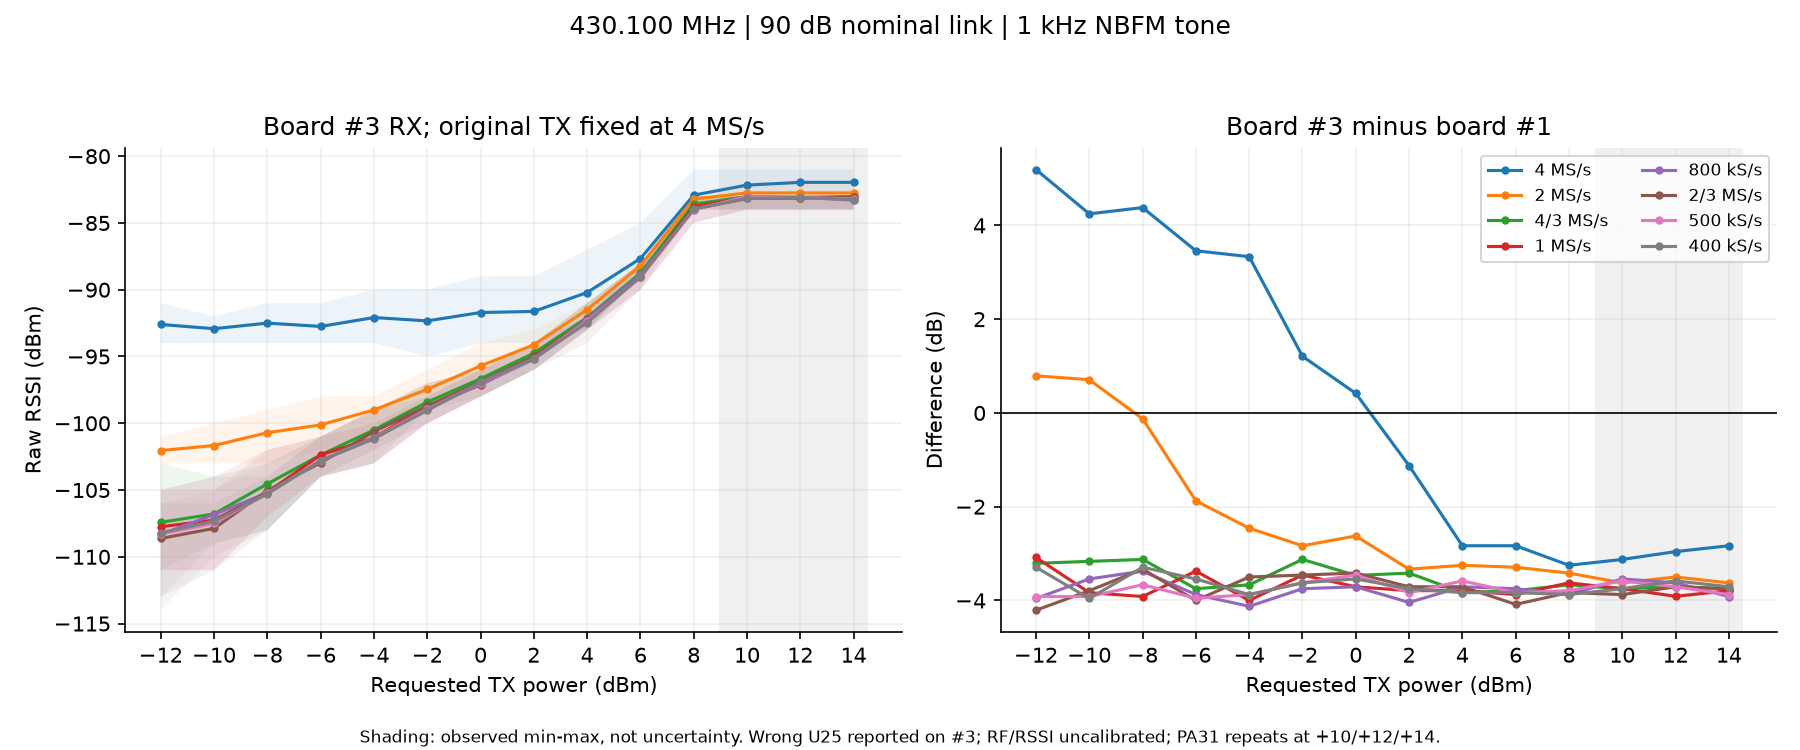 430.100 MHz | 90 dB nominal link | 1 kHz NBFM tone
Board #3 RX; original TX fixed at 4 MS/s
−80
−85
−90
−95
−100
−105
−110
−115
Raw RSSI (dBm)
−12 −10 −8 −6 −4 −2 0 2 4 6 8 10 12 14
Requested TX power (dBm)
Board #3 minus board #1
4 MS/s
2 MS/s
4/3 MS/s
1 MS/s
800 kS/s
2/3 MS/s
500 kS/s
400 kS/s
4
2
0
−2
−4
Difference (dB)
−12 −10 −8 −6 −4 −2 0 2 4 6 8 10 12 14
Requested TX power (dBm)
Shading: observed min-max, not uncertainty. Wrong U25 reported on #3; RF/RSSI uncalibrated; PA31 repeats at +10/+12/+14.